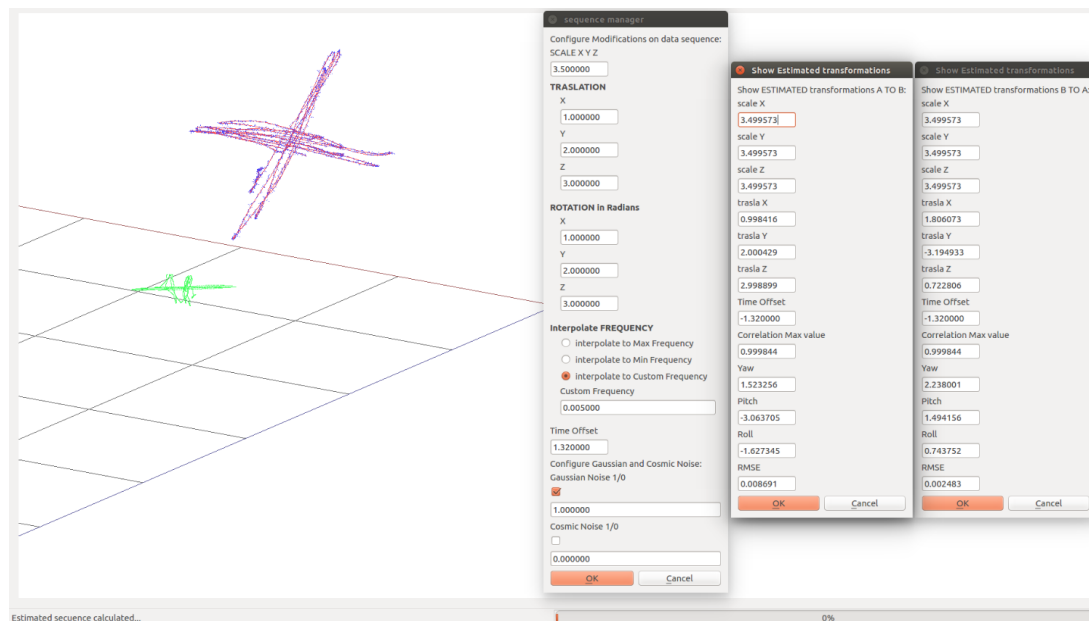 sequence manager
Configure Modifications on data sequence:
SCALE X Y Z
3.500000
TRASLATION
X
1.000000
Y
2.000000
Z
3.000000
ROTATION in Radians
X
1.000000
Y
2.000000
Z
3.000000
Interpolate FREQUENCY
interpolate to Max Frequency
interpolate to Min Frequency
interpolate to Custom Frequency
Custom Frequency
0.005000
Time Offset
1.320000
Configure Gaussian and Cosmic Noise:
Gaussian Noise 1/0
1.000000
Cosmic Noise 1/0
0.000000
OK Cancel
Show Estimated transformations
Show ESTIMATED transformations A TO B:
scale X
3.499573
scale Y
3.499573
scale Z
3.499573
trasla X
0.998416
trasla Y
2.000429
trasla Z
2.998899
Time Offset
-1.320000
Correlation Max value
0.999844
Yaw
1.523256
Pitch
-3.063705
Roll
-1.627345
RMSE
0.008691
OK Cancel
Show Estimated transformations
Show ESTIMATED transformations B TO A:
scale X
3.499573
scale Y
3.499573
scale Z
3.499573
trasla X
1.806073
trasla Y
-3.194933
trasla Z
0.722806
Time Offset
-1.320000
Correlation Max value
0.999844
Yaw
2.238001
Pitch
1.494156
Roll
0.743752
RMSE
0.002483
OK Cancel
Estimated secuence calculated...
0%